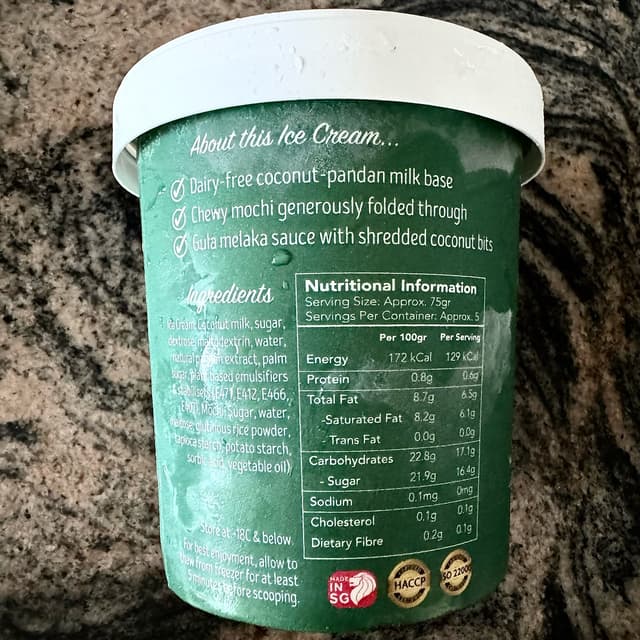 About this Ice Cream...
Dairy-free coconut-pandan milk base
Chewy mochi generously folded through
Gula melaka sauce with shredded coconut bits
Ingredients
Ice Cream: Coconut milk, sugar,
dextrose, maltodextrin, water,
natural pandan extract, palm
sugar, plant based emulsifiers
& stabilisers (E471, E412, E466,
Mochi: Sugar, water,
maltose, glutinous rice powder,
tapioca starch, potato starch,
vegetable oil)
Store at -18C & below.
For best enjoyment, allow to
thaw from freezer for at least
5 minutes before scooping.
Nutritional Information
Serving Size: Approx. 75gr
Servings Per Container: Approx. 5
Per 100gr Per Serving
Energy 172 kCal 129 kCal
Protein 0.8g 0.6g
Total Fat 8.7g 6.5g
-Saturated Fat 8.2g 6.1g
- Trans Fat 0.0g 0.0g
Carbohydrates 22.8g 17.1g
- Sugar 21.9g 16.4g
Sodium 0.1mg 0mg
Cholesterol 0.1g 0.1g
Dietary Fibre 0.2g 0.1g
MADE
IN
SG
HACCP
ISO 22000